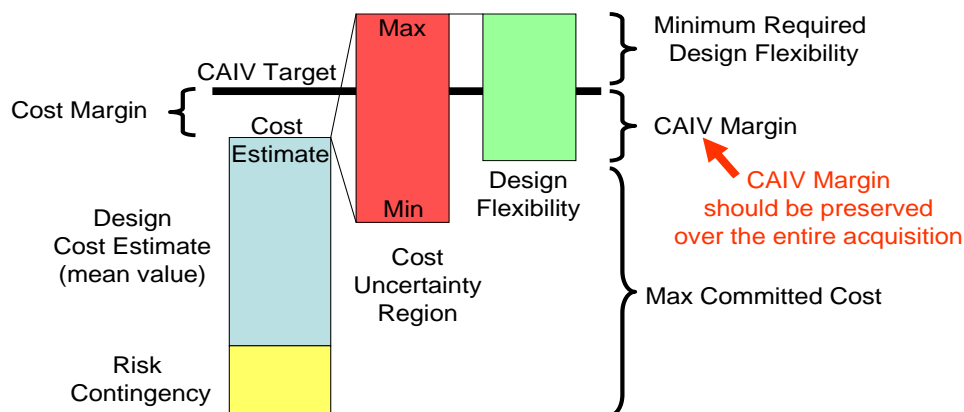 Max
Minimum Required
Design Flexibility
CAIV Target
Cost Margin
Cost
Estimate
CAIV Margin
CAIV Margin
should be preserved
over the entire acquisition
Design
Flexibility
Min
Design
Cost Estimate
(mean value)
Cost
Uncertainty
Region
Max Committed Cost
Risk
Contingency